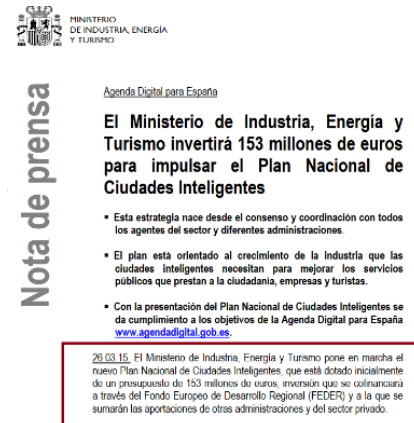 MINISTERIO
DE INDUSTRIA, ENERGÍA
Y TURISMO
Nota de prensa
Agenda Digital para España
El Ministerio de Industria, Energía y
Turismo invertirá 153 millones de euros
para impulsar el Plan Nacional de
Ciudades Inteligentes
▪ Esta estrategia nace desde el consenso y coordinación con todos
los agentes del sector y diferentes administraciones.
▪ El plan está orientado al crecimiento de la Industria que las
ciudades inteligentes necesitan para mejorar los servicios
públicos que prestan a la ciudadanía, empresas y turistas.
▪ Con la presentación del Plan Nacional de Ciudades Inteligentes se
da cumplimiento a los objetivos de la Agenda Digital para España
www.agendadigital.gob.es.
26.03.15. El Ministerio de Industria, Energía y Turismo pone en marcha el
nuevo Plan Nacional de Ciudades Inteligentes, que está dotado inicialmente
de un presupuesto de 153 millones de euros, inversión que se cofinanciará
a través del Fondo Europeo de Desarrollo Regional (FEDER) y a la que se
sumarán las aportaciones de otras administraciones y del sector privado.